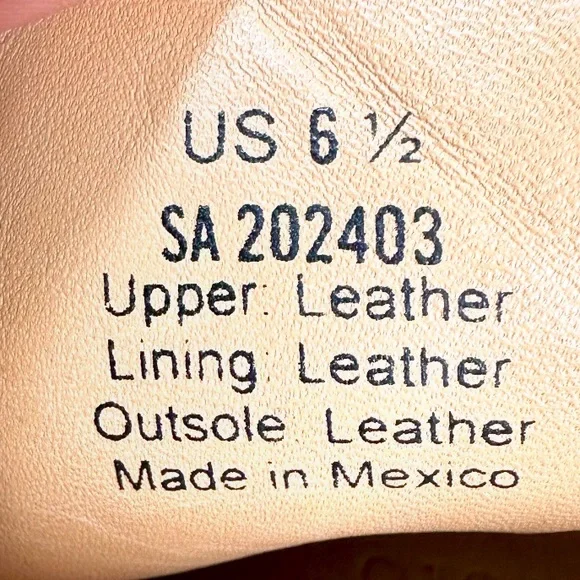 US 6 ½
SA 202403
Upper: Leather
Lining: Leather
Outsole: Leather
Made in Mexico